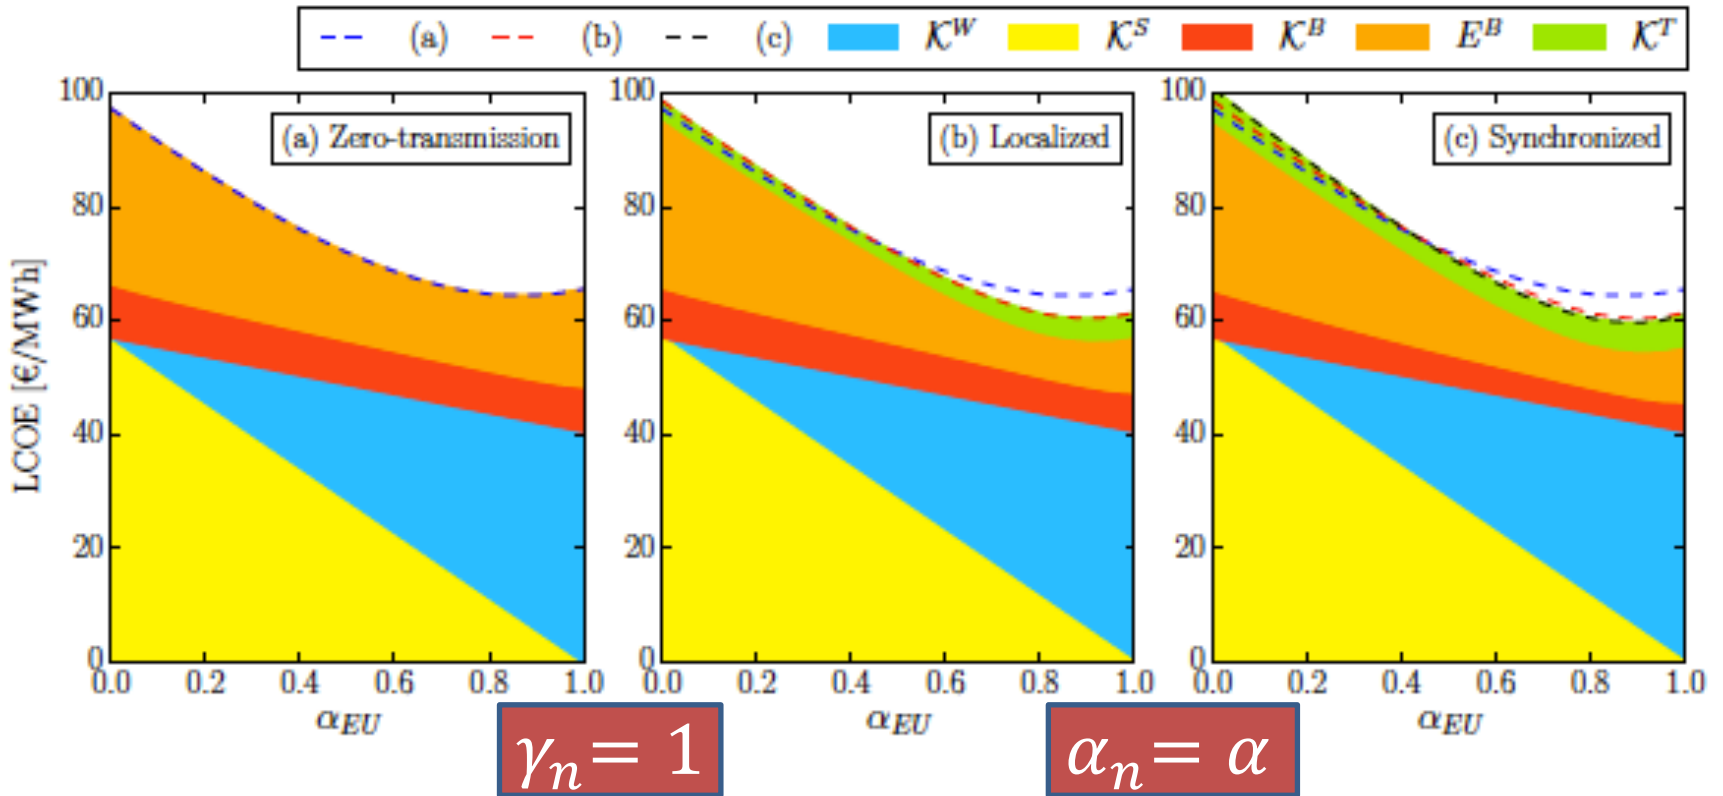 (a) (b) (c) 𝒦^W 𝒦^S 𝒦^B E^B 𝒦^T
100 100 100
(a) Zero-transmission (b) Localized (c) Synchronized
80 80 80
60 60 60
LCOE [€/MWh]
40 40 40
20 20 20
0 0 0
0.0 0.2 0.4 0.6 0.8 1.0 0.0 0.2 0.4 0.6 0.8 1.0 0.0 0.2 0.4 0.6 0.8 1.0
α_EU α_EU α_EU
γ_n = 1 α_n = α